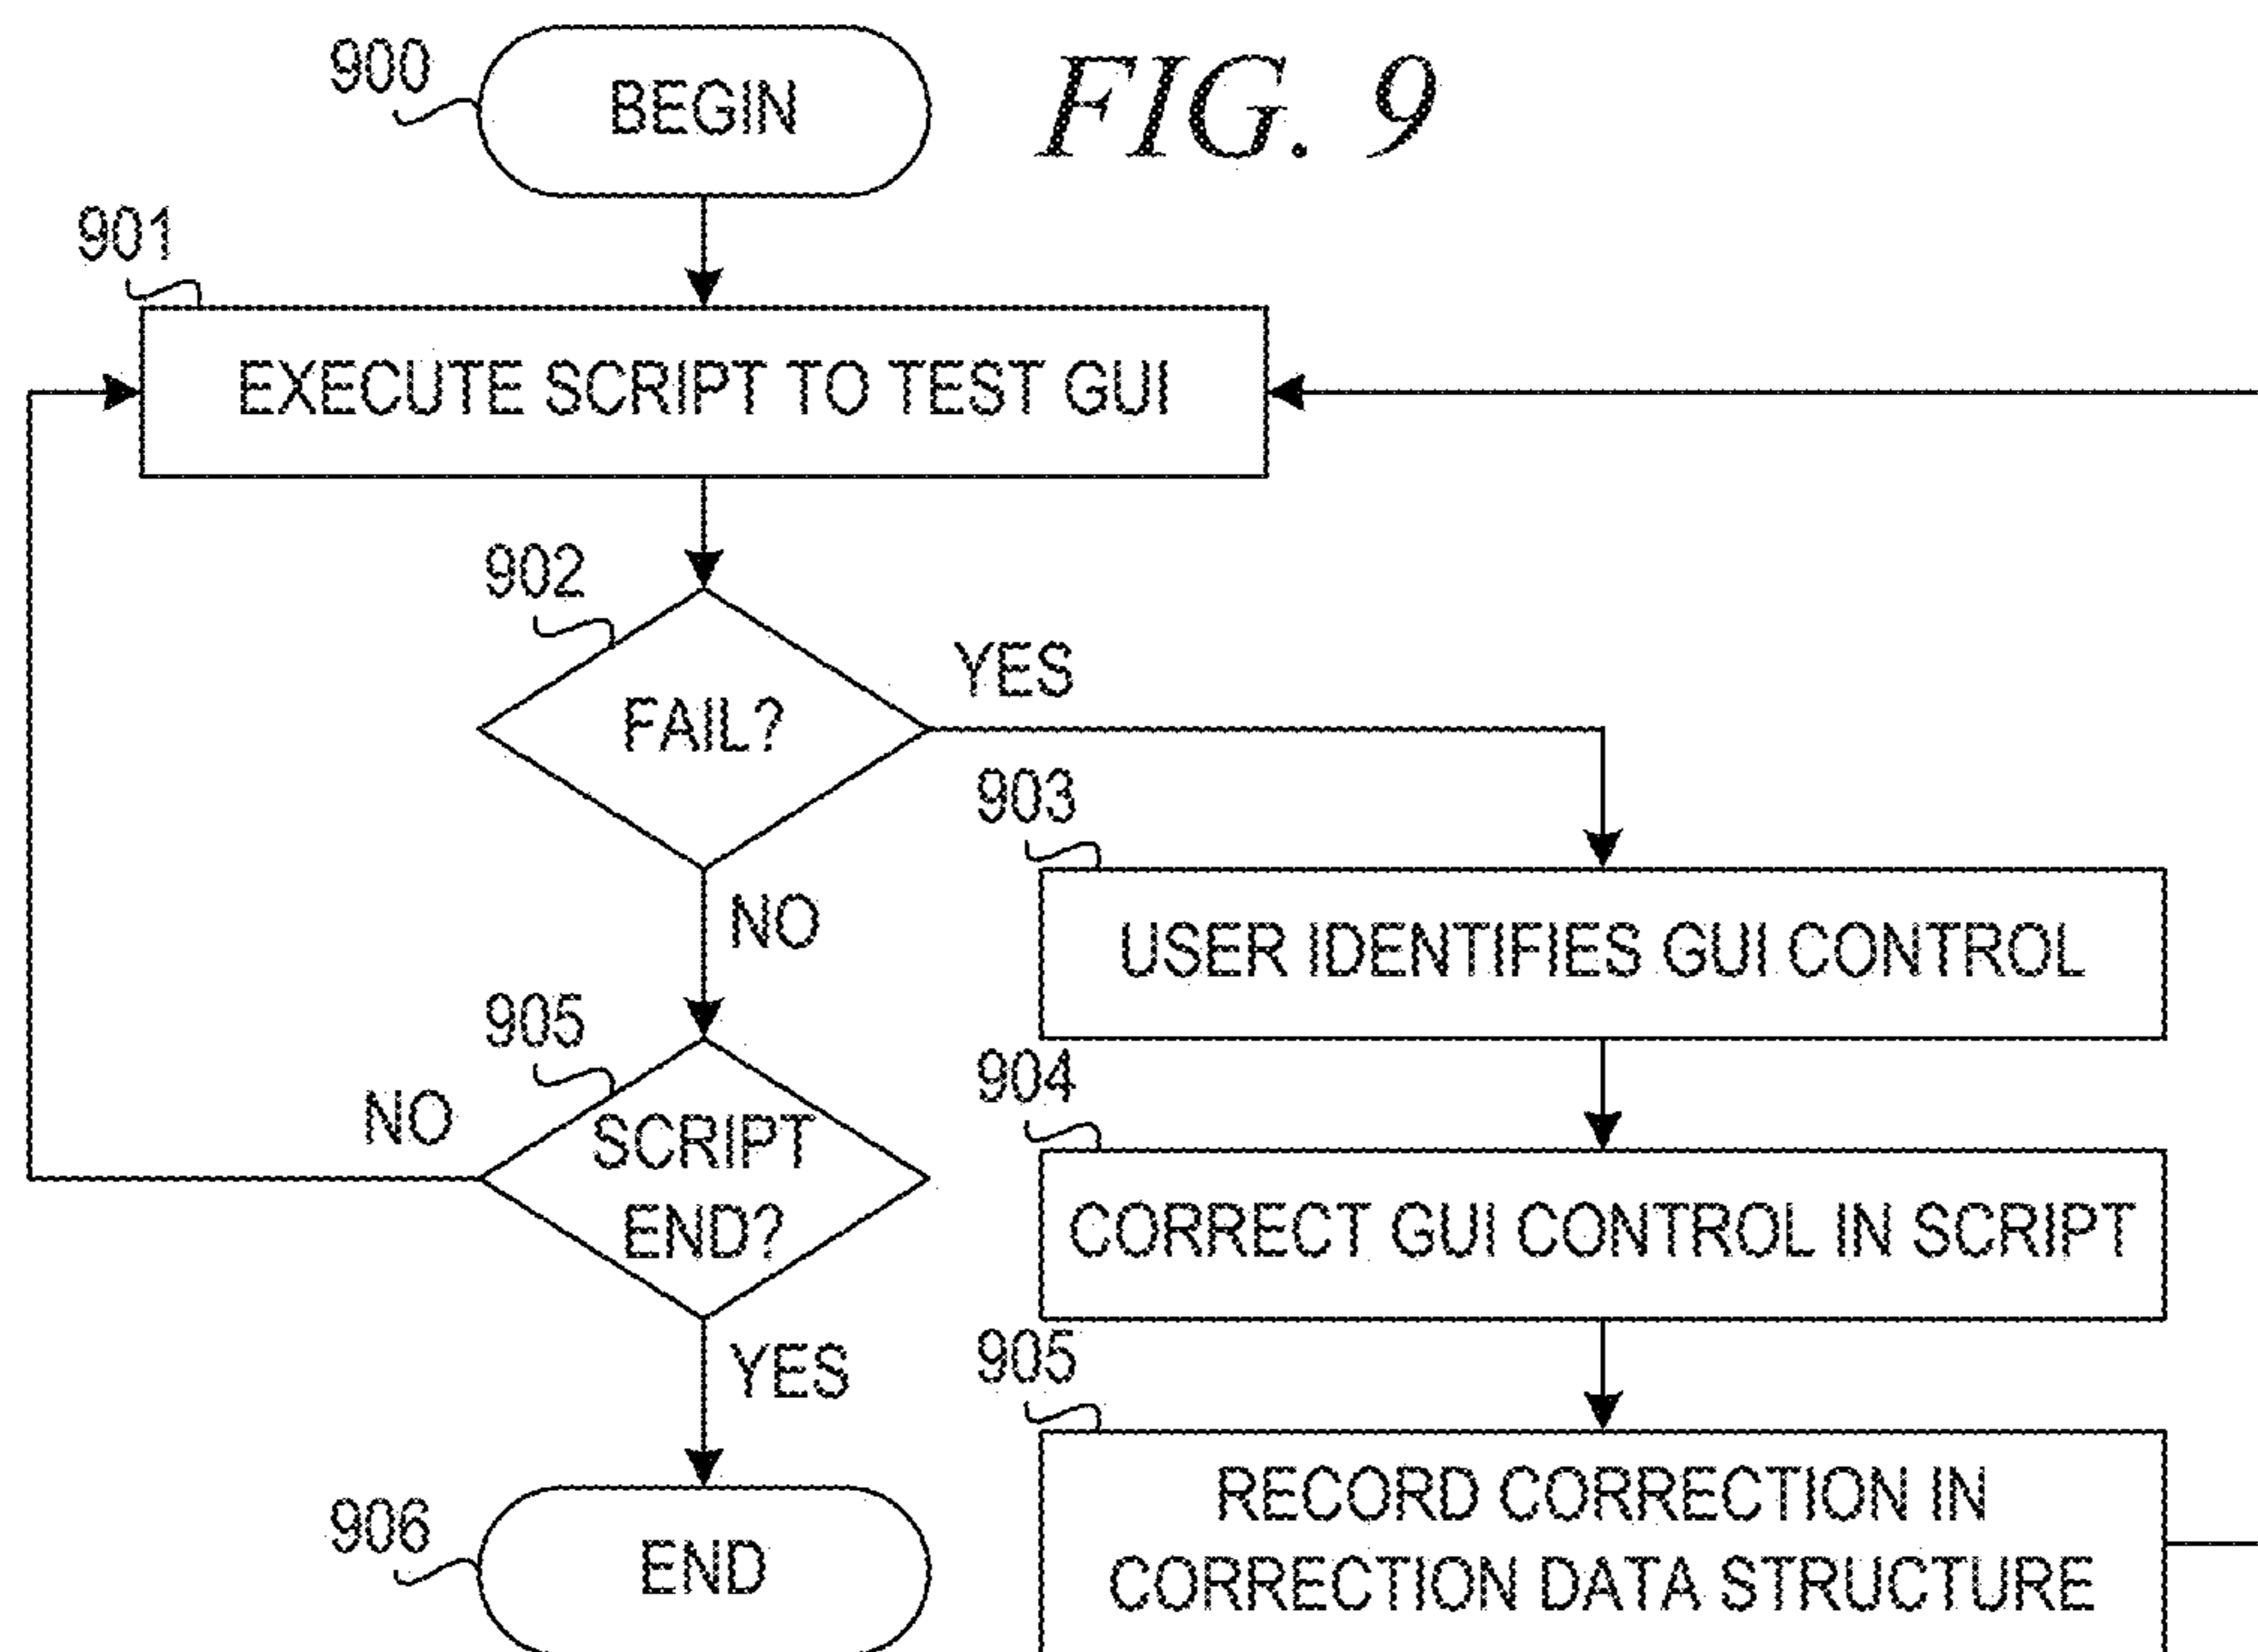 900
BEGIN
FIG. 9
901
EXECUTE SCRIPT TO TEST GUI
902
FAIL?
YES
NO
903
USER IDENTIFIES GUI CONTROL
904
CORRECT GUI CONTROL IN SCRIPT
905
RECORD CORRECTION IN
CORRECTION DATA STRUCTURE
905
SCRIPT
END?
NO
YES
906
END